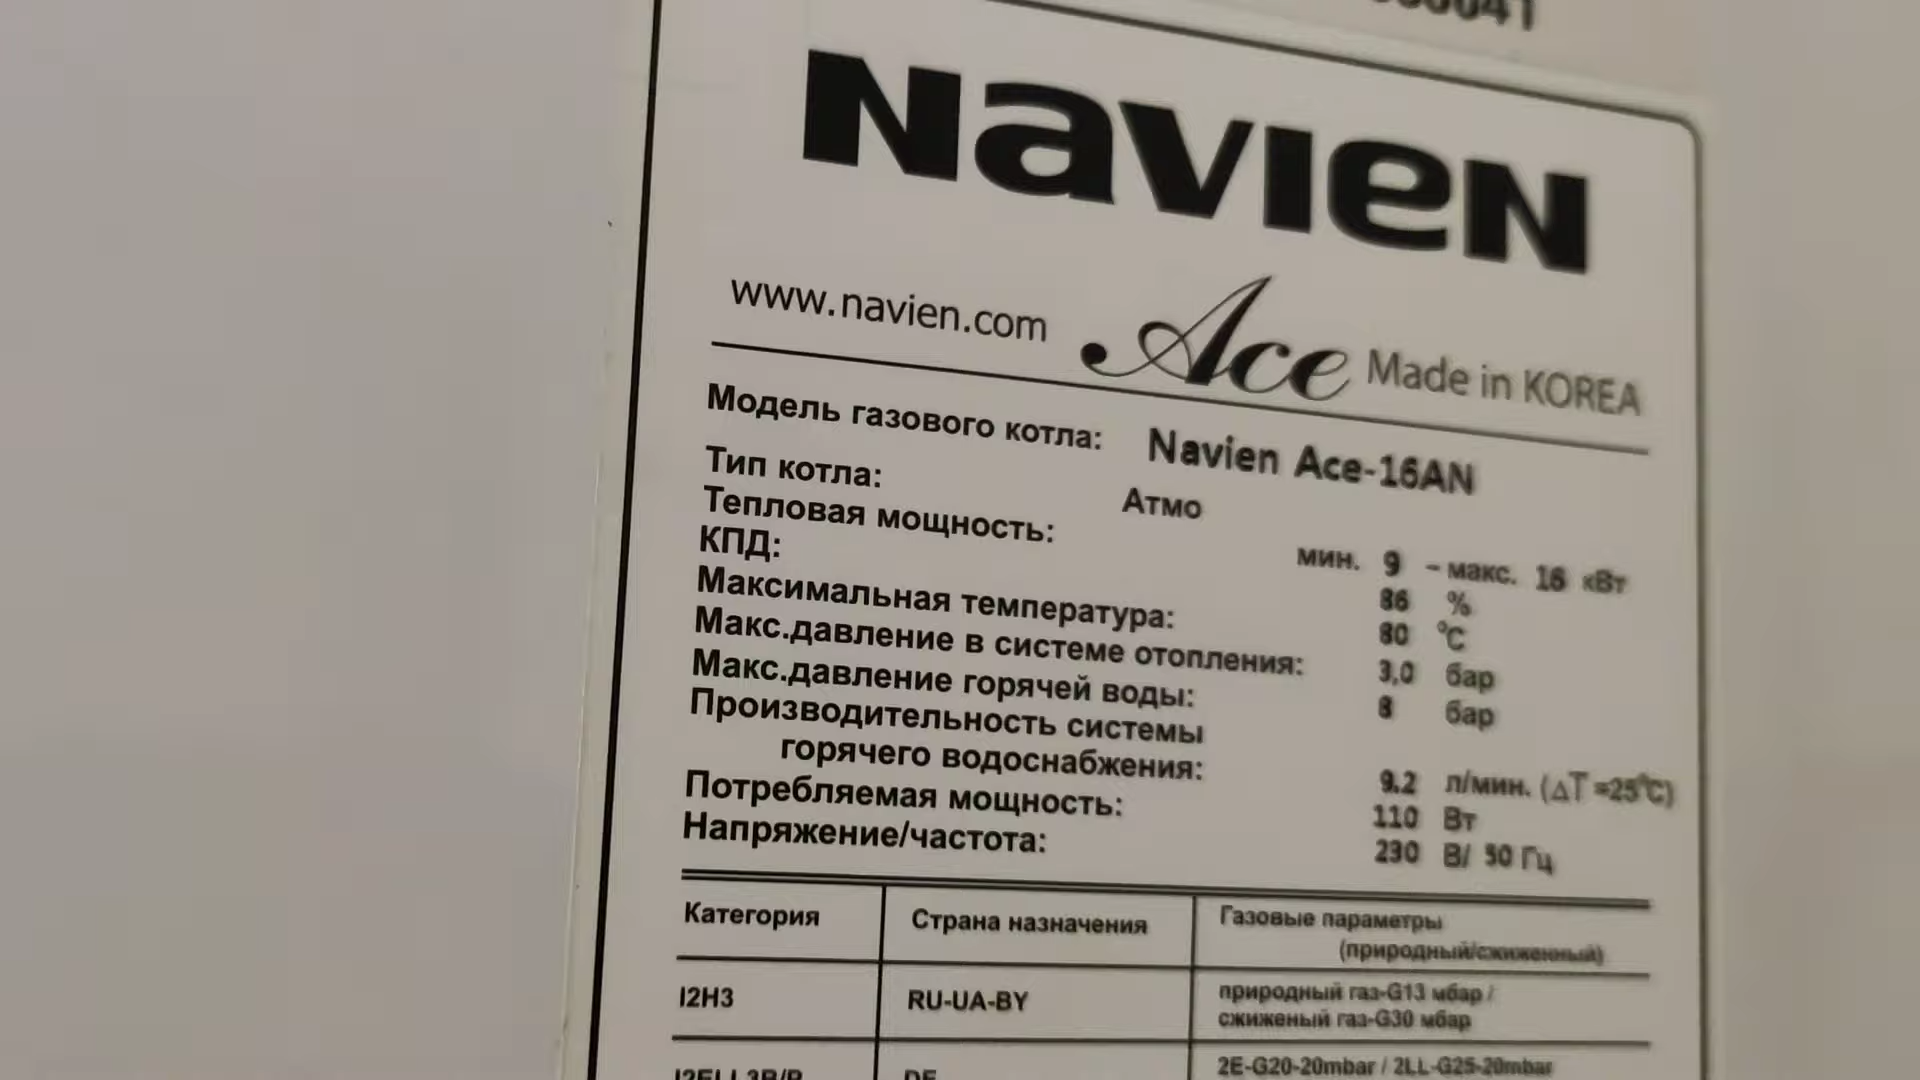 Navien
www.navien.com Ace Made in KOREA
Модель газового котла: Navien Ace-16AN
Тип котла: Атмо
Тепловая мощность: мин. 9 - макс. 16 кВт
КПД: 86 %
Максимальная температура: 80 °C
Макс.давление в системе отопления: 3,0 бар
Макс.давление горячей воды: 8 бар
Производительность системы
горячего водоснабжения: 9.2 л/мин. (ΔT=25°C)
Потребляемая мощность: 110 Вт
Напряжение/частота: 230 В/ 50 Гц
Категория Страна назначения Газовые параметры
(природный/сжиженный)
I2H3 RU-UA-BY природный газ-G13 мбар /
сжиженый газ-G30 мбар
DE 2E-G20-20mbar / 2LL-G25-20mbar